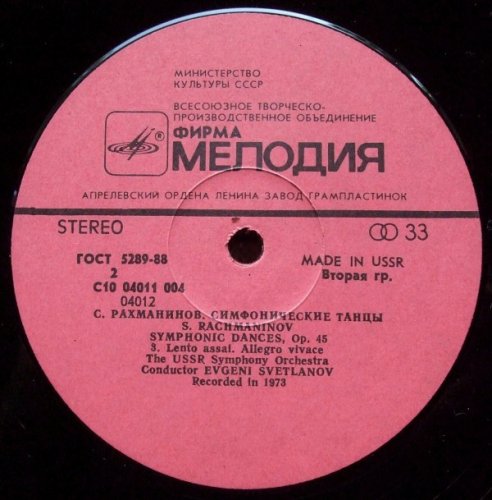 МИНИСТЕРСТВО
КУЛЬТУРЫ СССР
ВСЕСОЮЗНОЕ ТВОРЧЕСКО-
ПРОИЗВОДСТВЕННОЕ ОБЪЕДИНЕНИЕ
®
ФИРМА
МЕЛОДИЯ
АПРЕЛЕВСКИЙ ОРДЕНА ЛЕНИНА ЗАВОД ГРАМПЛАСТИНОК
STEREO
33
ГОСТ 5289-88
MADE IN USSR
2
Вторая гр.
С10 04011 004
04012
С. РАХМАНИНОВ. СИМФОНИЧЕСКИЕ ТАНЦЫ
S. RACHMANINOV
SYMPHONIC DANCES, Op. 45
3. Lento assai. Allegro vivace
The USSR Symphony Orchestra
Conductor EVGENI SVETLANOV
Recorded in 1973